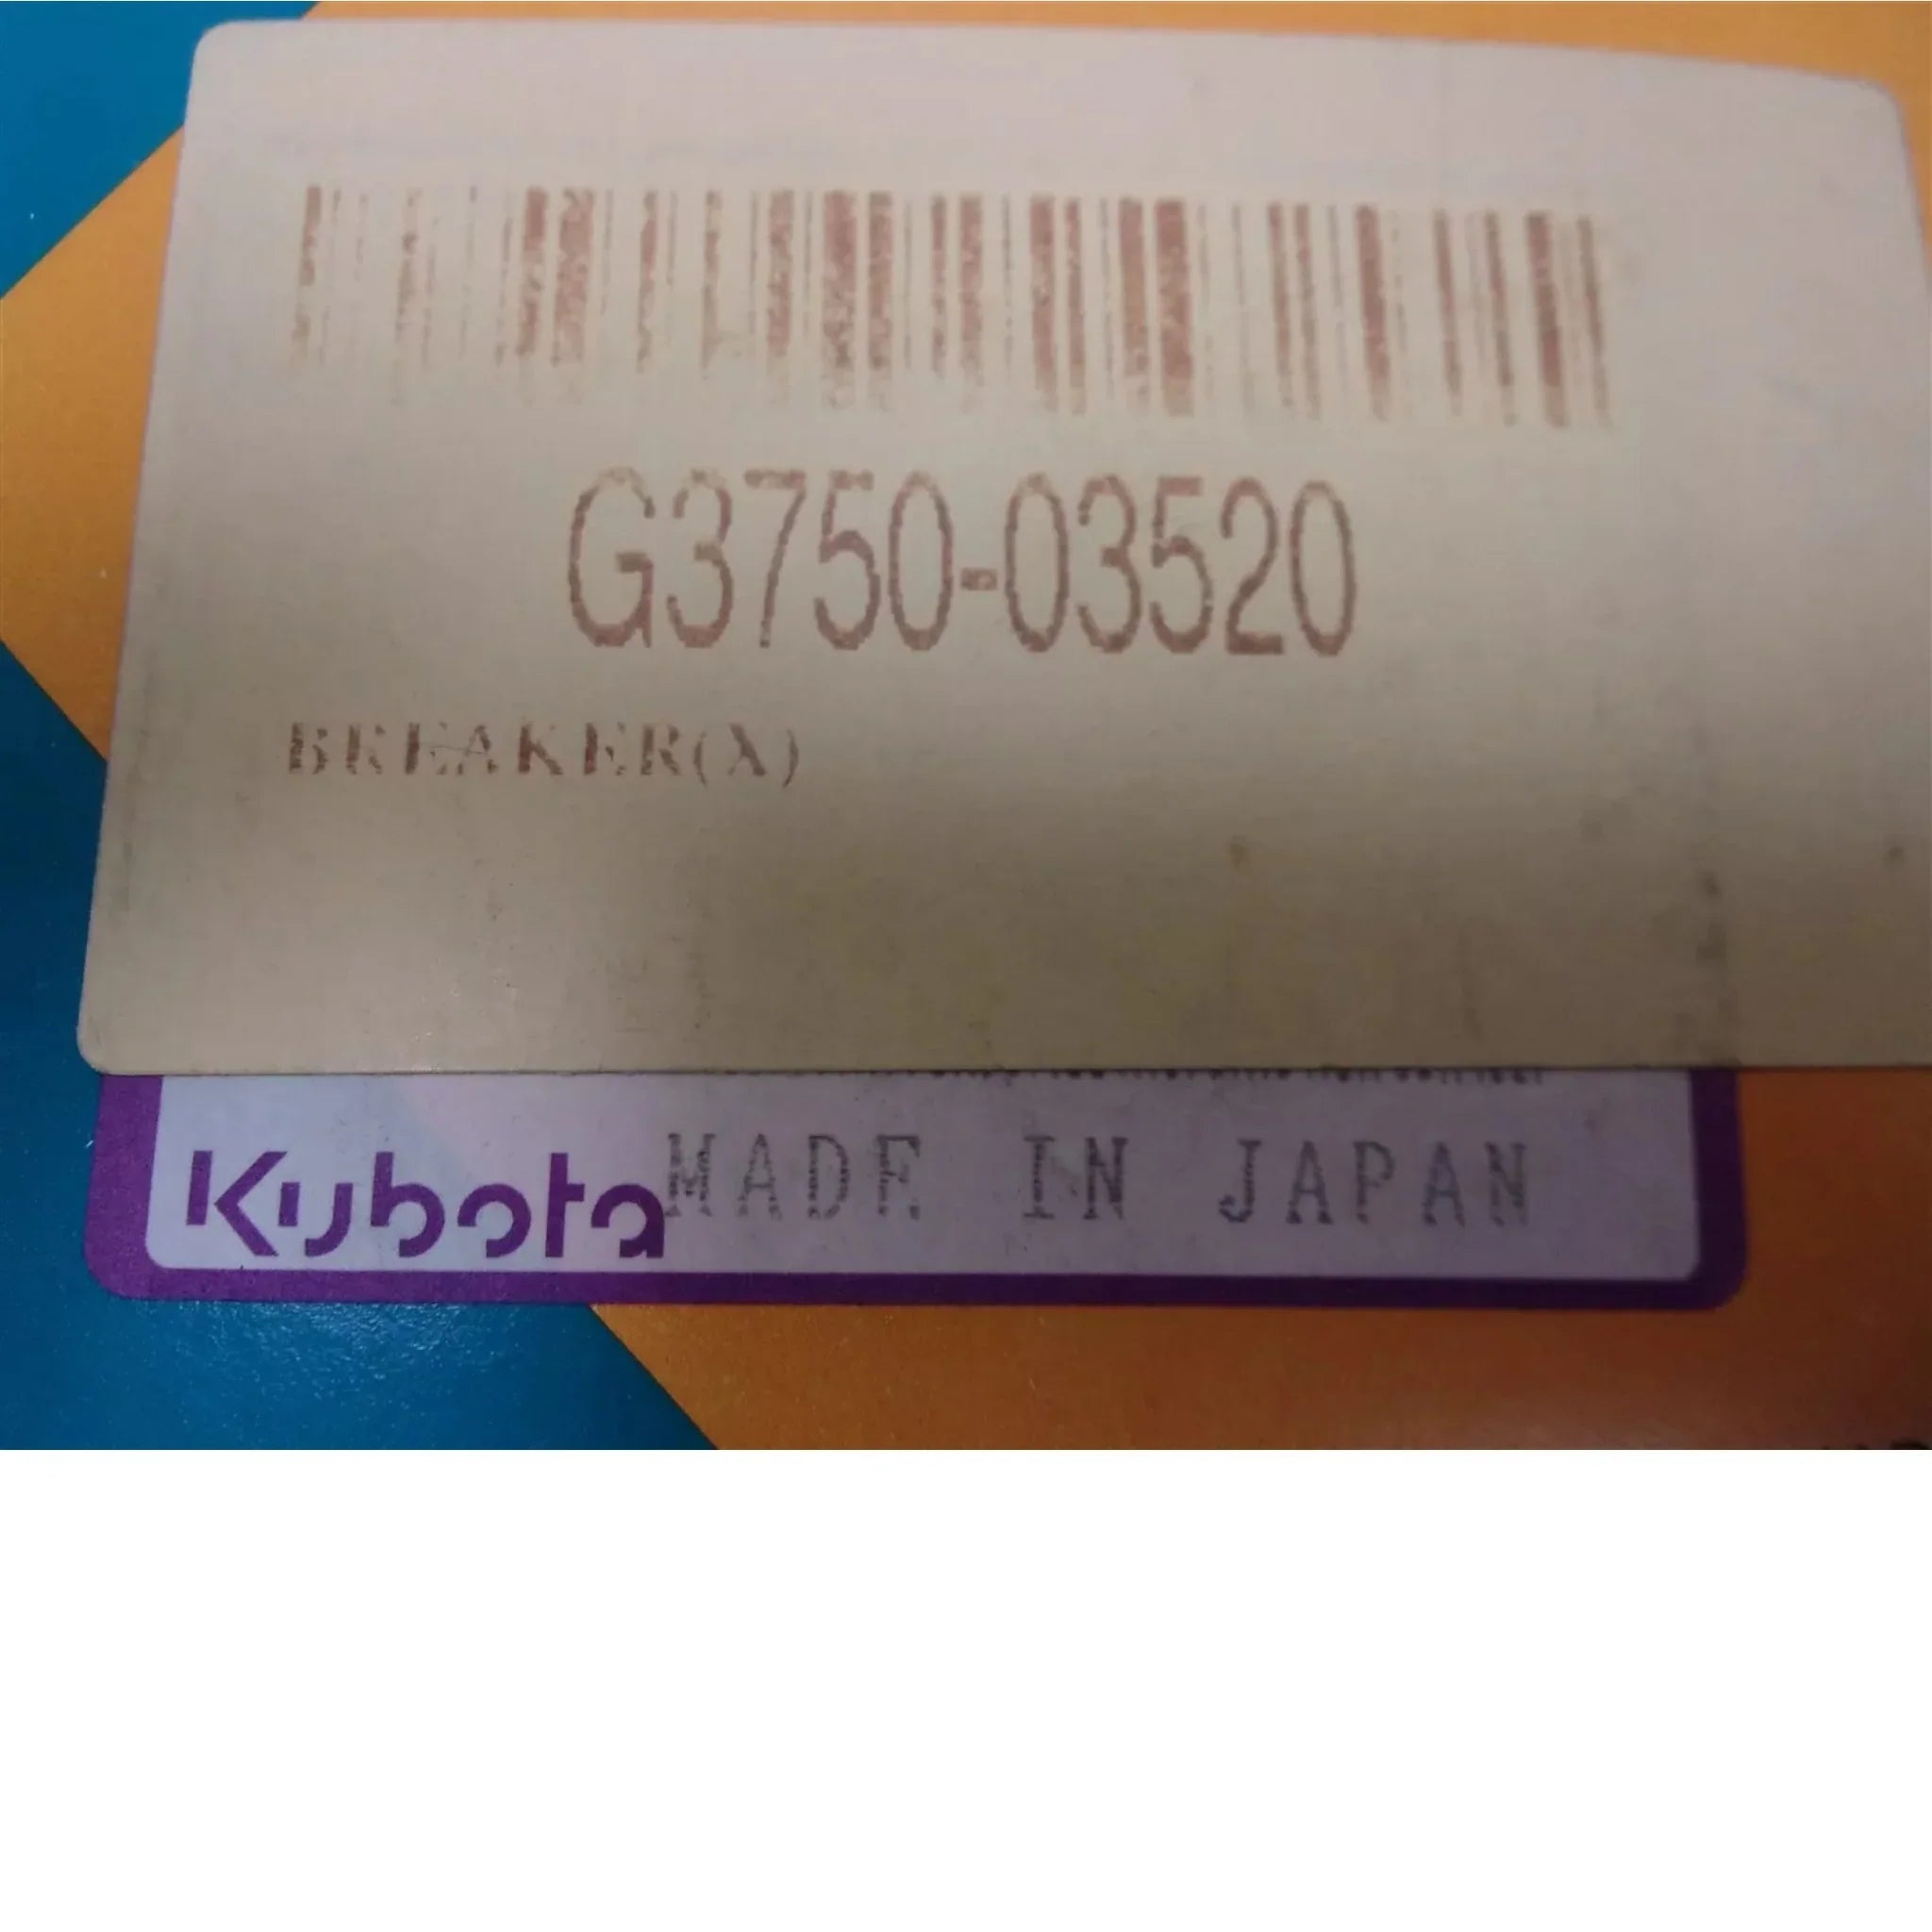 G3750-03520
BREAKER(X)
Kubota MADE IN JAPAN